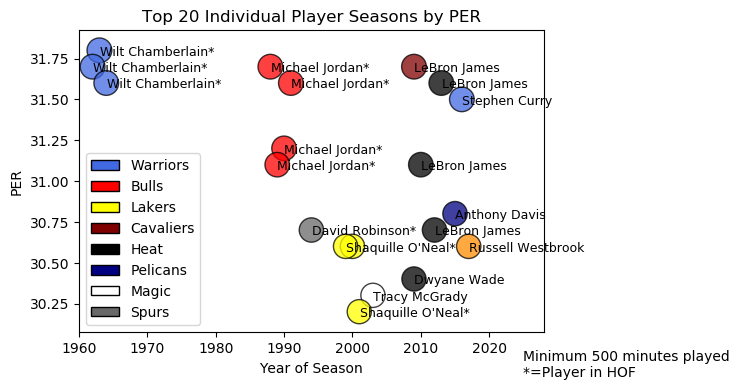 Top 20 Individual Player Seasons by PER
PER
31.75
31.50
31.25
31.00
30.75
30.50
30.25
Wilt Chamberlain*
Wilt Chamberlain*
Wilt Chamberlain*
Michael Jordan*
Michael Jordan*
LeBron James
LeBron James
Stephen Curry
Michael Jordan*
Michael Jordan*
LeBron James
Anthony Davis
David Robinson*
LeBron James
Shaquille O'Neal*
Russell Westbrook
Dwyane Wade
Tracy McGrady
Shaquille O'Neal*
Warriors
Bulls
Lakers
Cavaliers
Heat
Pelicans
Magic
Spurs
1960 1970 1980 1990 2000 2010 2020
Year of Season
Minimum 500 minutes played
*=Player in HOF